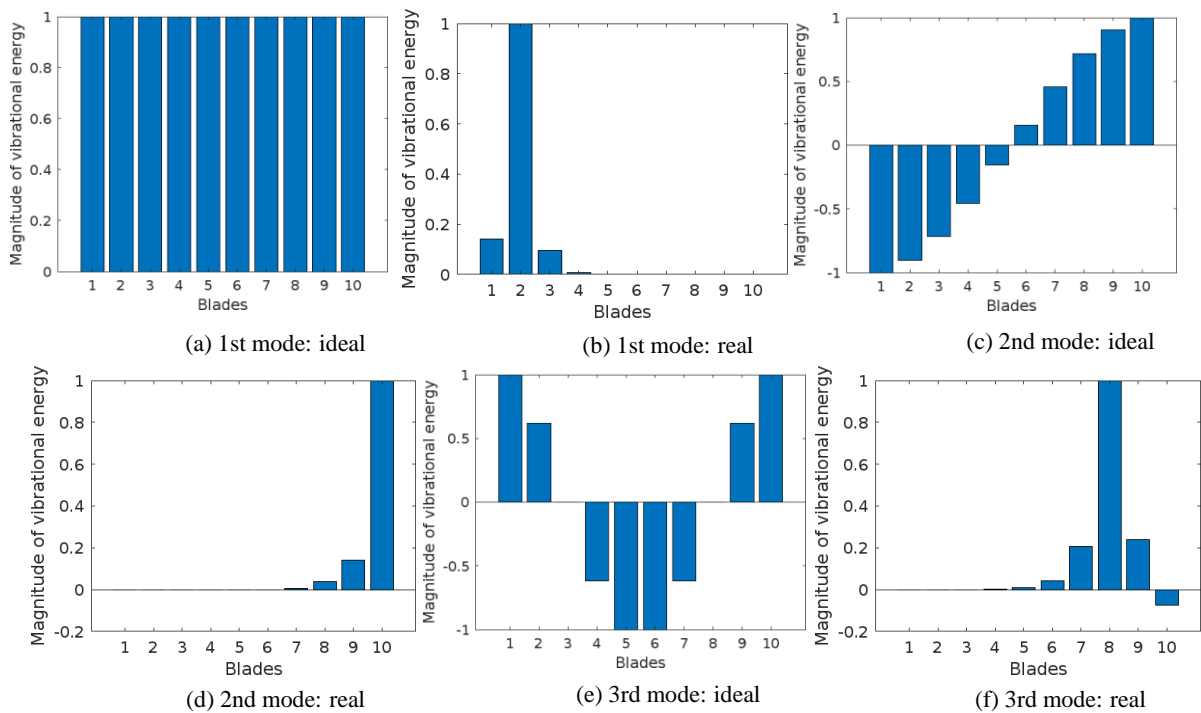 Magnitude of vibrational energy
1
0.8
0.6
0.4
0.2
0
1 2 3 4 5 6 7 8 9 10
Blades
(a) 1st mode: ideal
Magnitude of vibrational energy
1
0.8
0.6
0.4
0.2
0
1 2 3 4 5 6 7 8 9 10
Blades
(b) 1st mode: real
Magnitude of vibrational energy
1
0.5
0
-0.5
-1
1 2 3 4 5 6 7 8 9 10
Blades
(c) 2nd mode: ideal
Magnitude of vibrational energy
1
0.8
0.6
0.4
0.2
0
-0.2
1 2 3 4 5 6 7 8 9 10
Blades
(d) 2nd mode: real
Magnitude of vibrational energy
1
0.5
0
-0.5
-1
1 2 3 4 5 6 7 8 9 10
Blades
(e) 3rd mode: ideal
Magnitude of vibrational energy
1
0.8
0.6
0.4
0.2
0
-0.2
1 2 3 4 5 6 7 8 9 10
Blades
(f) 3rd mode: real